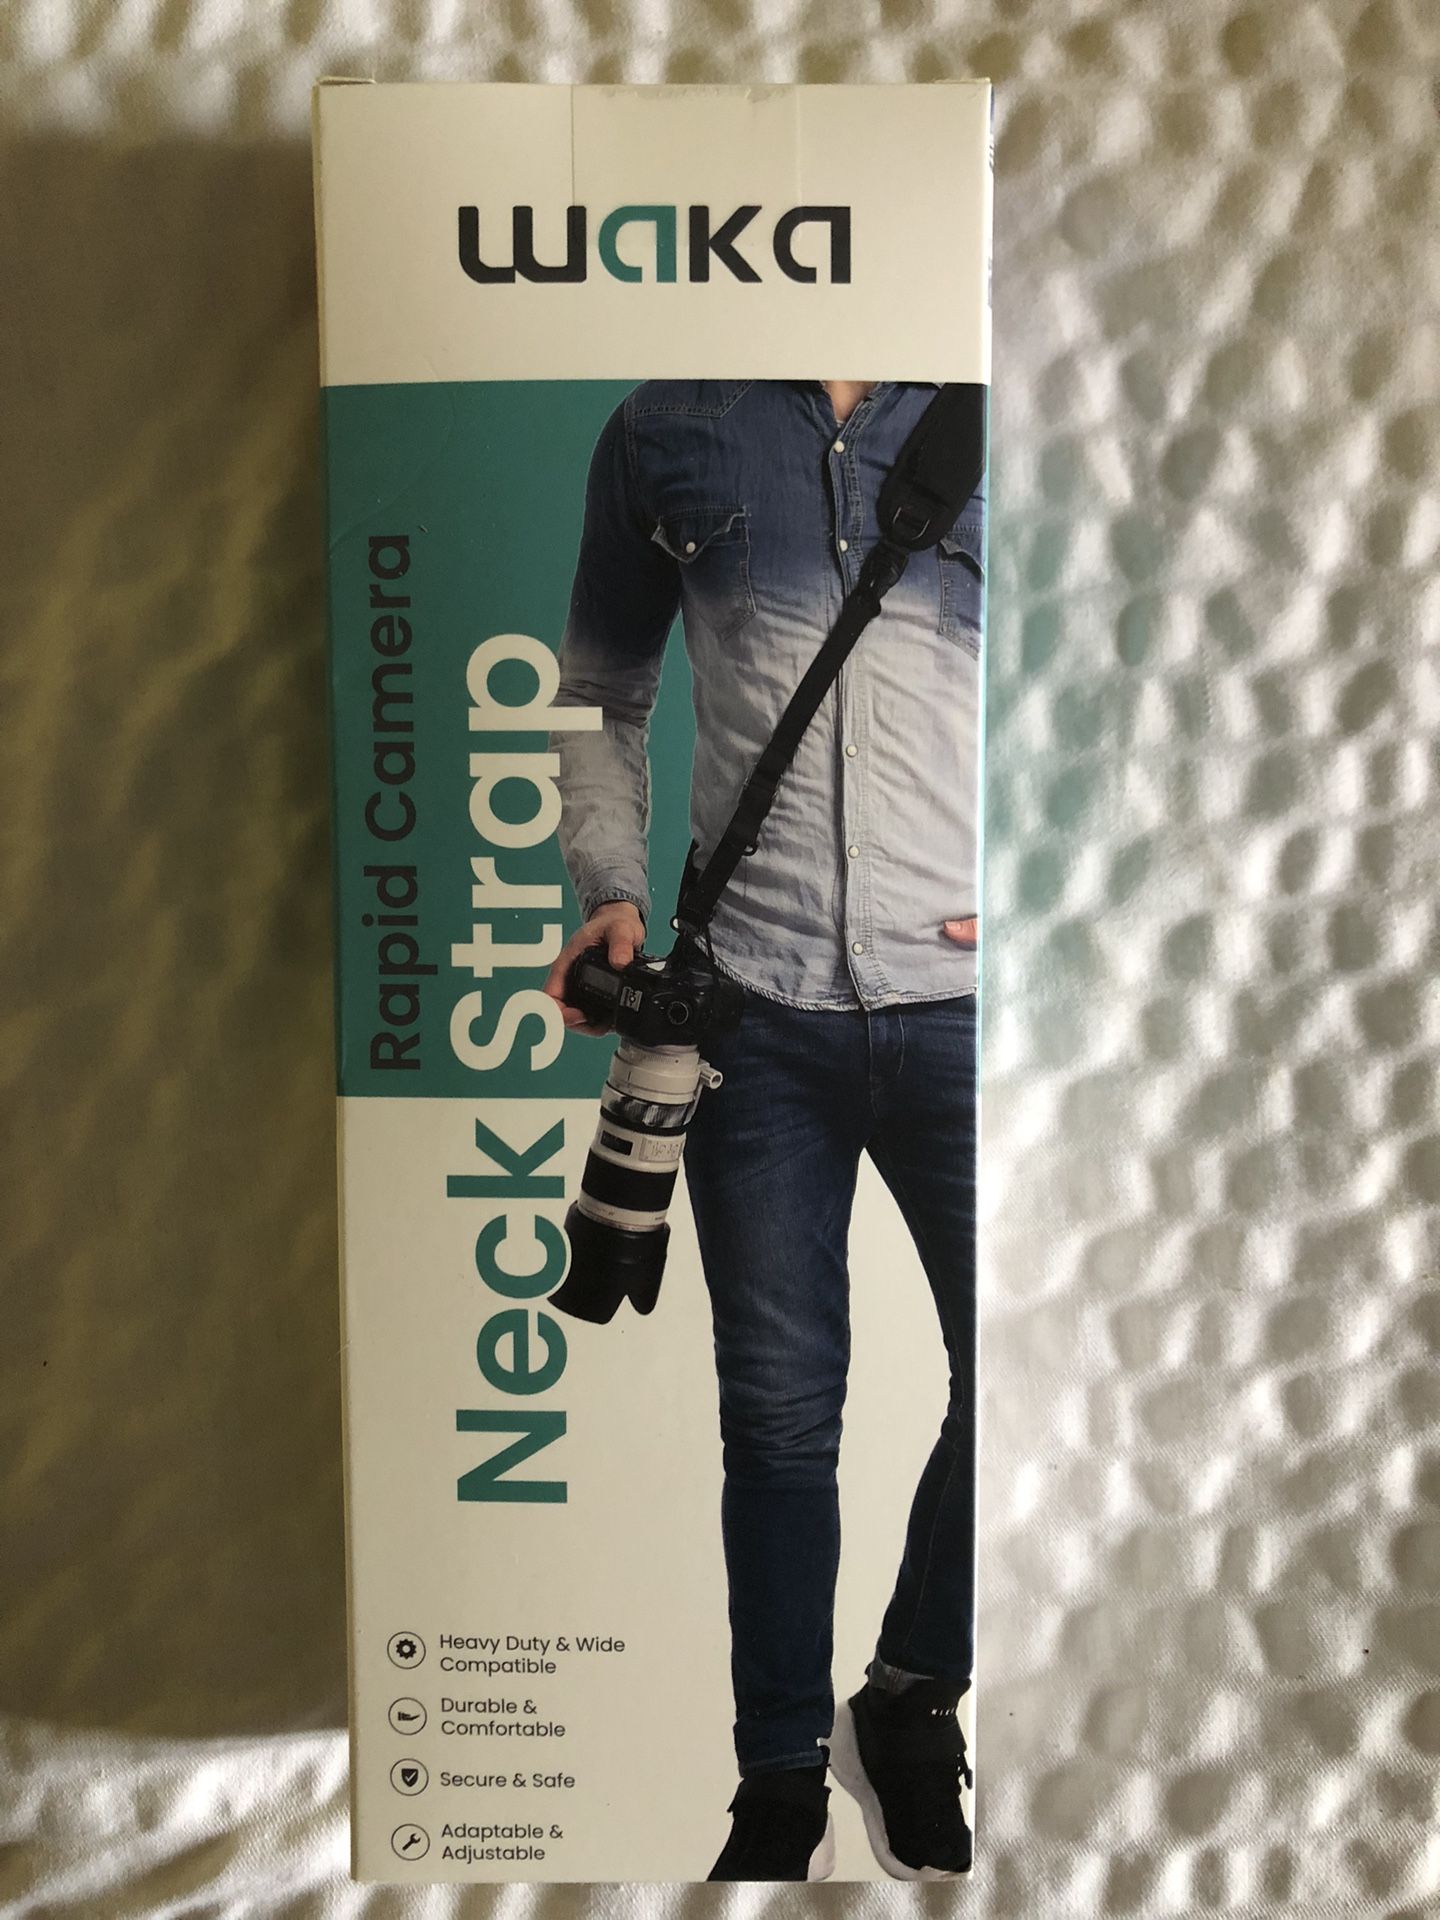 waka
Rapid Camera
Neck Strap
Heavy Duty & Wide
Compatible
Durable &
Comfortable
Secure & Safe
Adaptable &
Adjustable